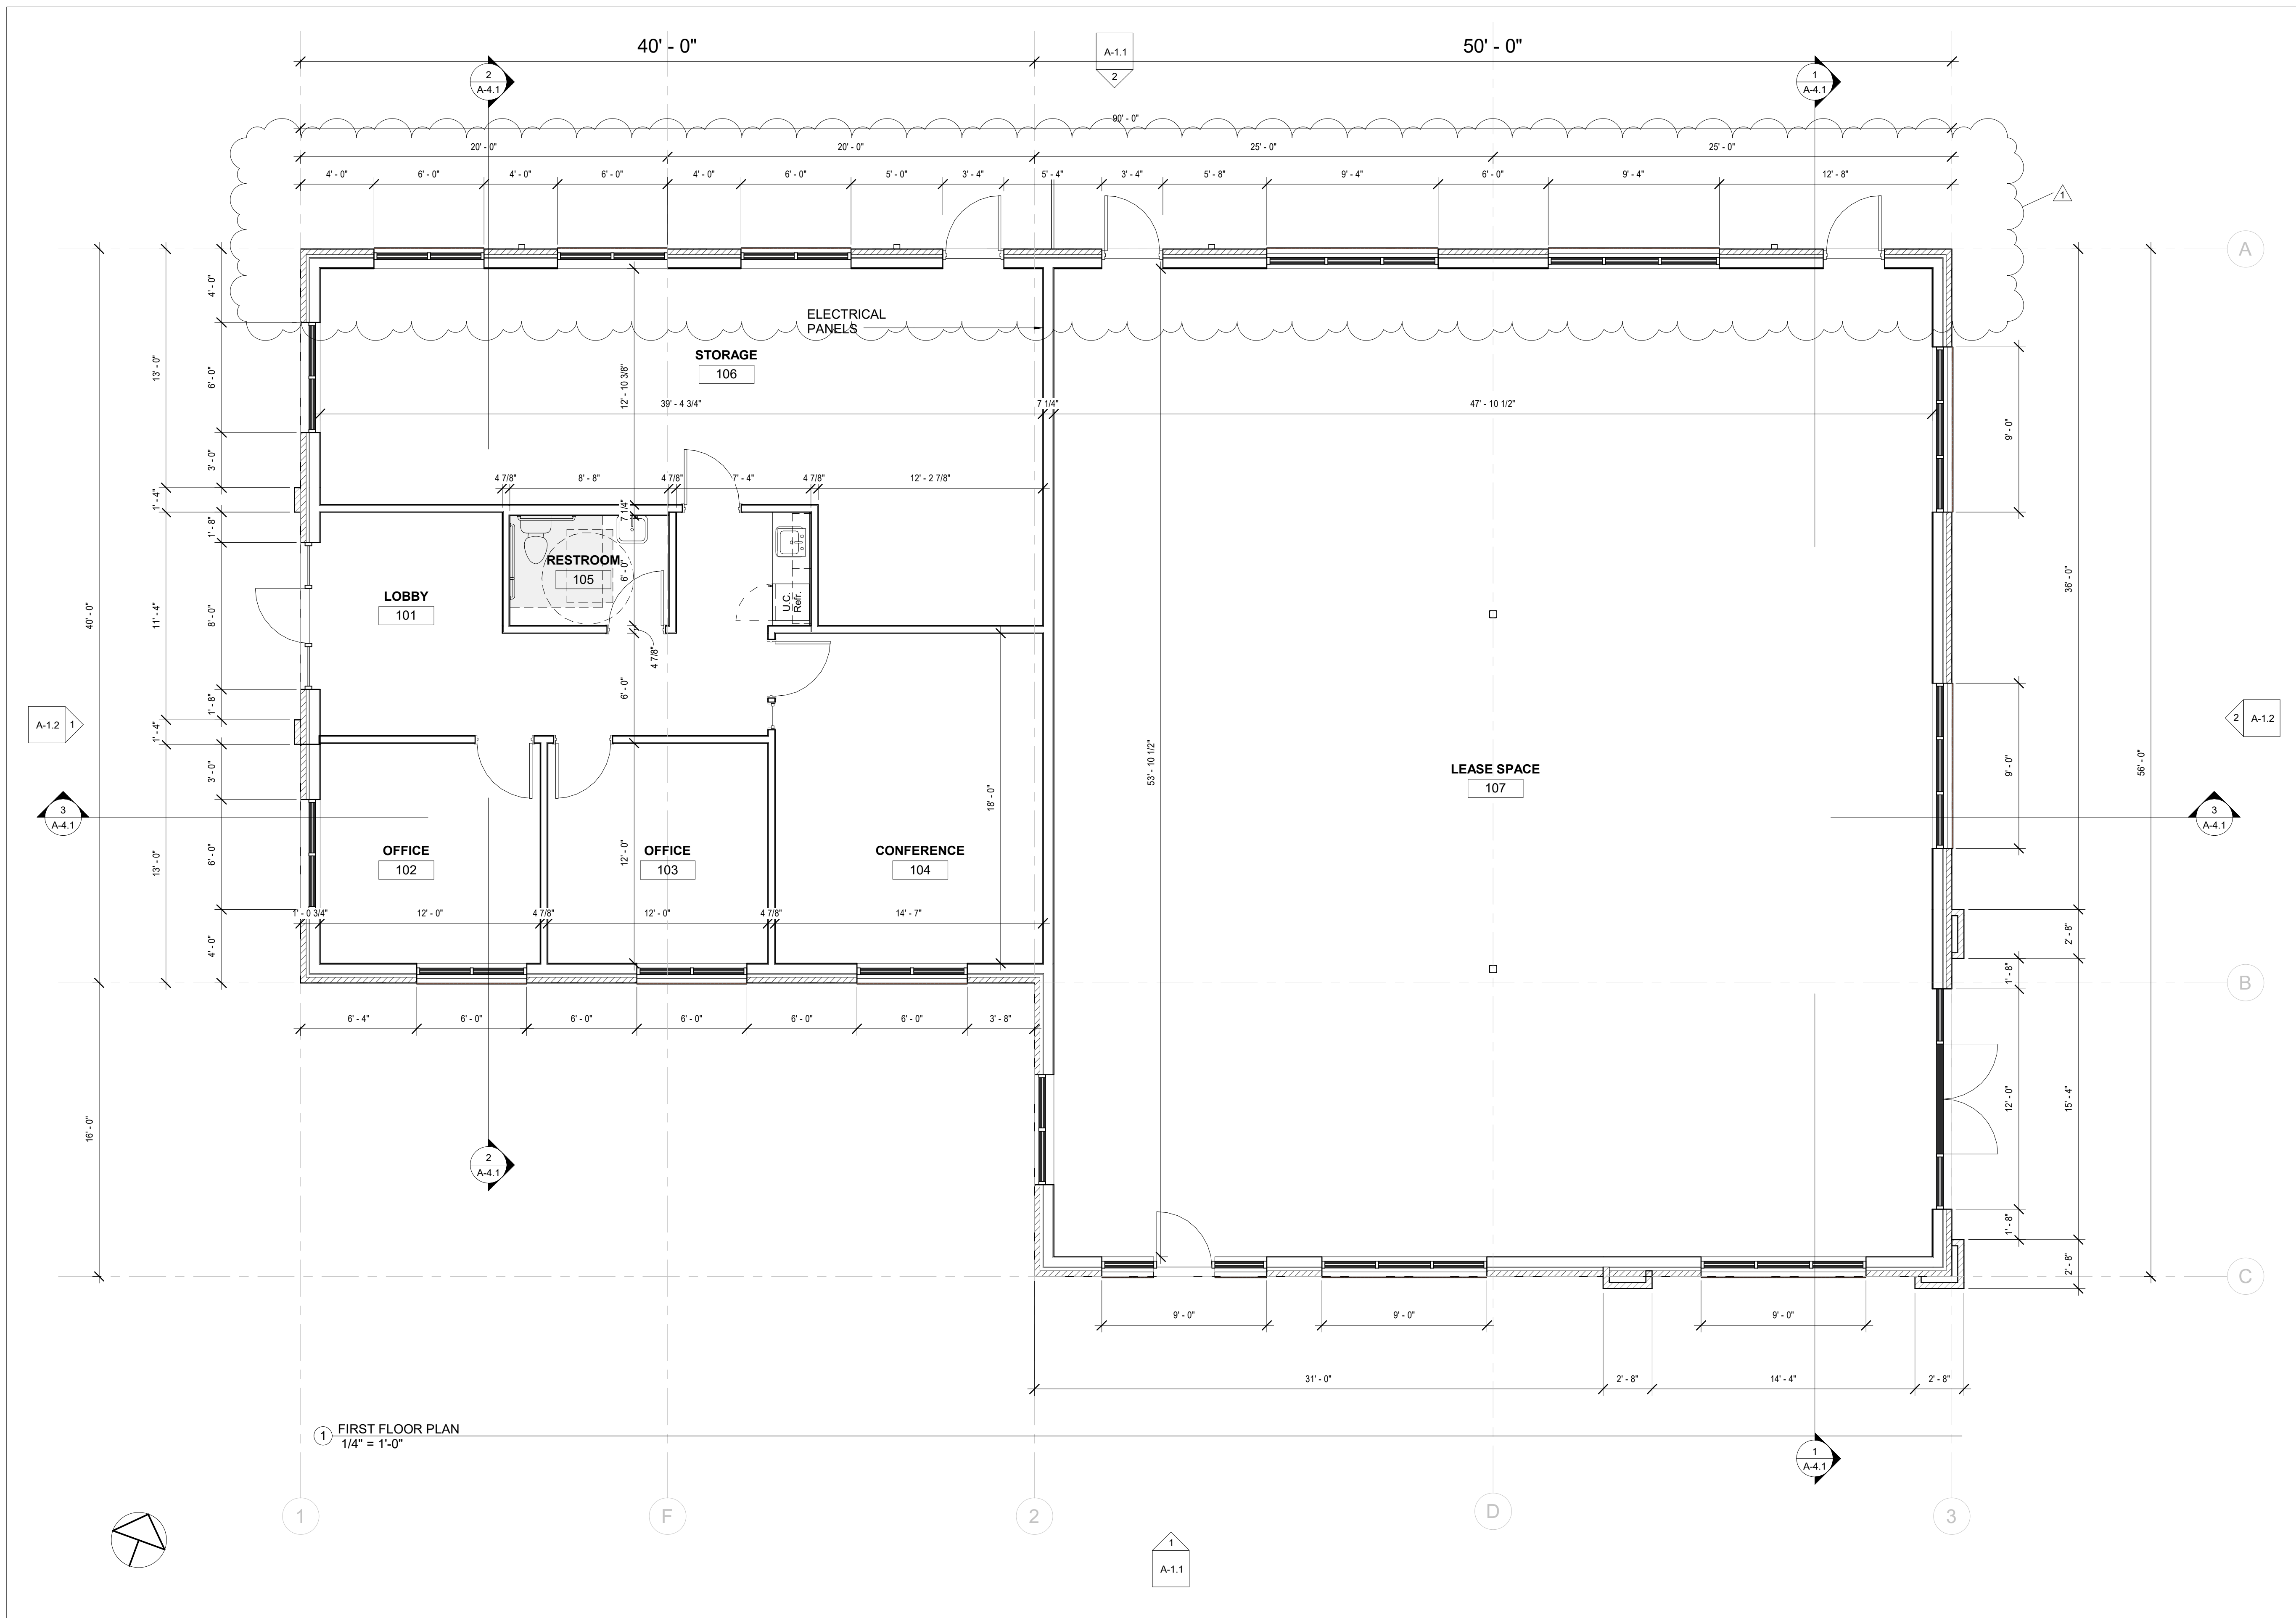 40' - 0"
50' - 0"
2
A-4.1
A-1.1
2
1
A-4.1
90' - 0"
20' - 0"
20' - 0"
25' - 0"
25' - 0"
4' - 0"
6' - 0"
4' - 0"
6' - 0"
4' - 0"
6' - 0"
5' - 0"
3' - 4"
5' - 4"
3' - 4"
5' - 8"
9' - 4"
6' - 0"
9' - 4"
12' - 8"
1
A
ELECTRICAL
PANELS
STORAGE
106
12' - 10 3/8"
39' - 4 3/4"
7 1/4"
47' - 10 1/2"
4 7/8"
8' - 8"
4 7/8"
7' - 4"
4 7/8"
12' - 2 7/8"
7 1/4"
RESTROOM
105
6' - 0"
U.C.
Refr.
LOBBY
101
4 7/8"
6' - 0"
40' - 0"
16' - 0"
13' - 0"
1' - 4"
11' - 4"
1' - 4"
13' - 0"
4' - 0"
6' - 0"
3' - 0"
1' - 8"
8' - 0"
1' - 8"
3' - 0"
6' - 0"
4' - 0"
A-1.2
1
3
A-4.1
OFFICE
102
OFFICE
103
12' - 0"
CONFERENCE
104
18' - 0"
1' - 0 3/4"
12' - 0"
4 7/8"
12' - 0"
4 7/8"
14' - 7"
53' - 10 1/2"
LEASE SPACE
107
9' - 0"
9' - 0"
1' - 8"
12' - 0"
1' - 8"
36' - 0"
2' - 8"
15' - 4"
2' - 8"
56' - 0"
2
A-1.2
3
A-4.1
B
6' - 4"
6' - 0"
6' - 0"
6' - 0"
6' - 0"
6' - 0"
3' - 8"
2
A-4.1
C
9' - 0"
9' - 0"
9' - 0"
31' - 0"
2' - 8"
14' - 4"
2' - 8"
1
FIRST FLOOR PLAN
1/4" = 1'-0"
1
A-4.1
1
F
2
D
3
1
A-1.1